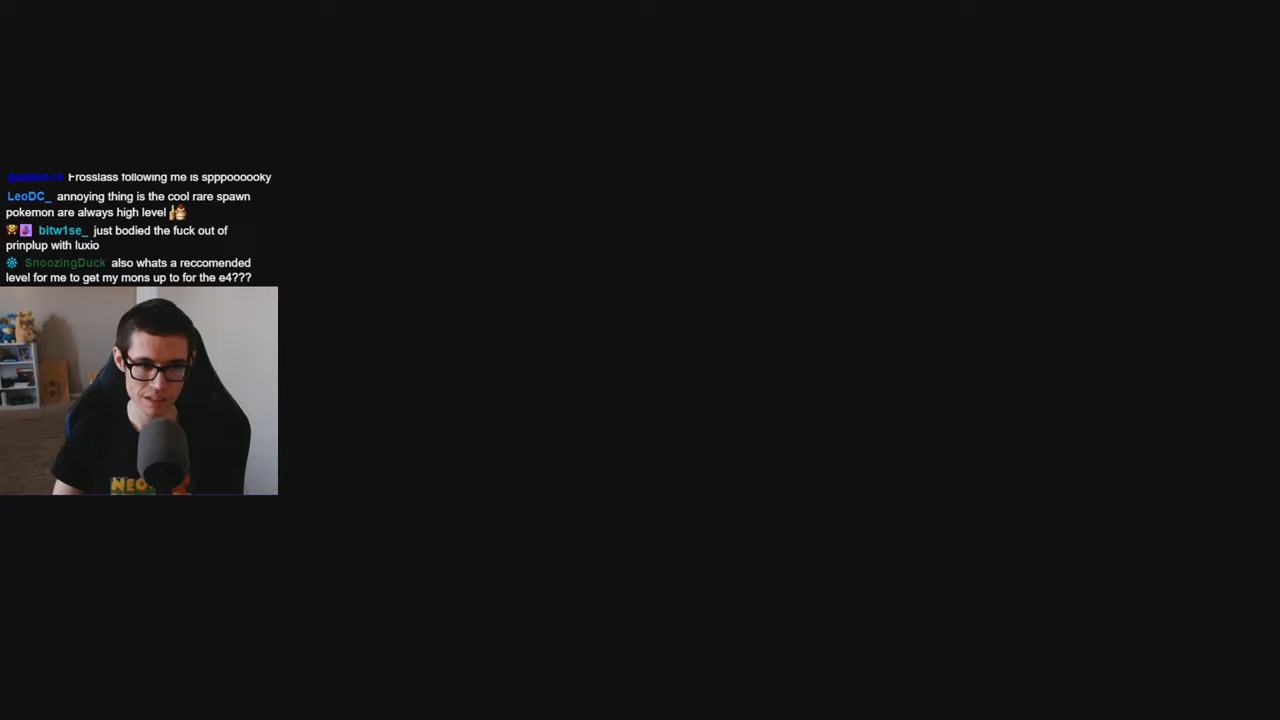 Frosslass following me is spppoooooky
LeoDC_ annoying thing is the cool rare spawn
pokemon are always high level
bitw1se_ just bodied the fuck out of
prinplup with luxio
SnoozingDuck also whats a reccomended
level for me to get my mons up to for the e4???
NEO